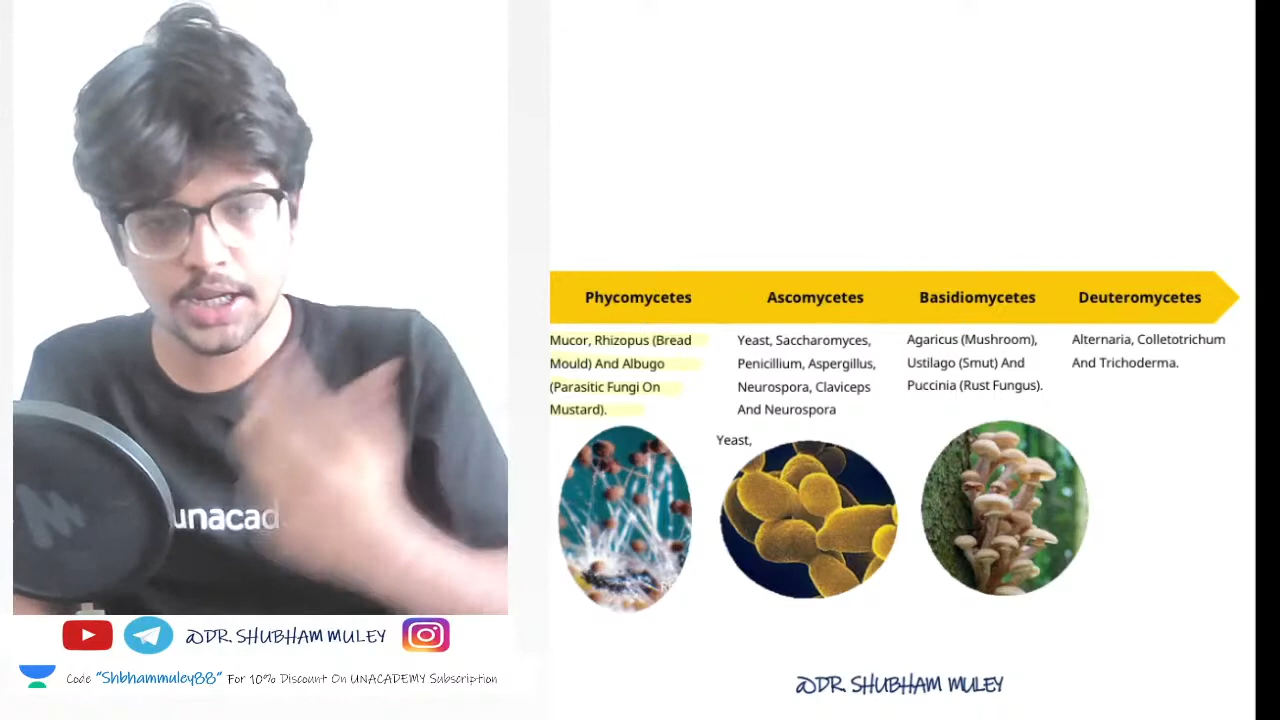 Phycometes
Ascomycetes
Basidiomycetes
Deuteromycetes
Mucor, Rhizopus (Bread
Mould) And Albugo
(Parasitic Fungi On
Mustard).
Yeast, Saccharomyces,
Penicillium, Aspergillus,
Neurospora, Claviceps
And Neurospora
Agaricus (Mushroom),
Ustilago (Smut) And
Puccinia (Rust Fungus).
Alternaria, Colletotrichum
And Trichoderma.
Yeast,
unacad
@DR. SHUBHAM MULEY
Code "Shbhammuley88" For 10% Discount On UNACADEMY Subscription
@DR. SHUBHAM MULEY